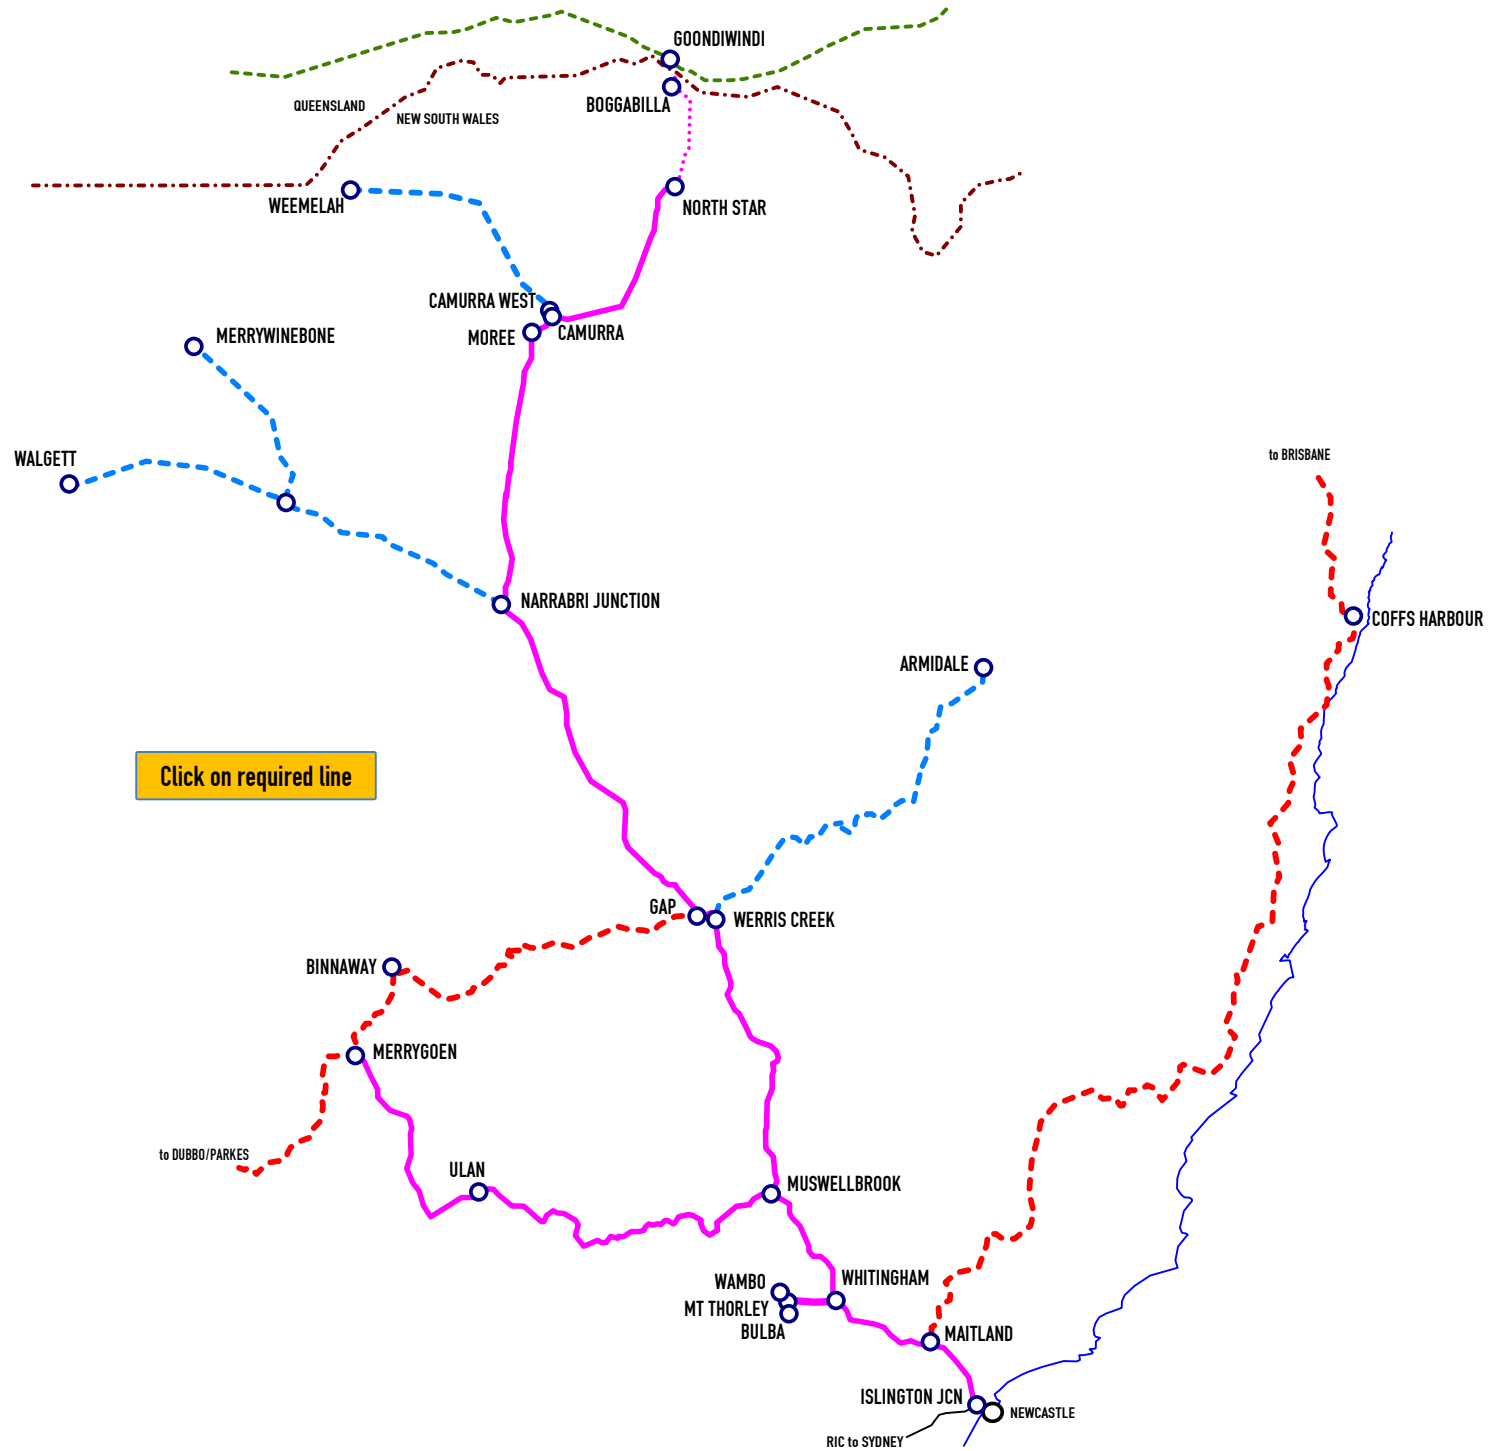 GOONDIWINDI
BOGGABILLA
QUEENSLAND
NEW SOUTH WALES
WEEMELAH
NORTH STAR
CAMURRA WEST
CAMURRA
MOREE
MERRYWINEBONE
WALGETT
to BRISBANE
NARRABRI JUNCTION
COFFS HARBOUR
ARMIDALE
Click on required line
GAP
WERRIS CREEK
BINNAWAY
MERRYGOEN
to DUBBO/PARKES
ULAN
MUSWELLBROOK
WHITINGHAM
WAMBO
MT THORLEY
BULBA
MAITLAND
ISLINGTON JCN
NEWCASTLE
RIC to SYDNEY